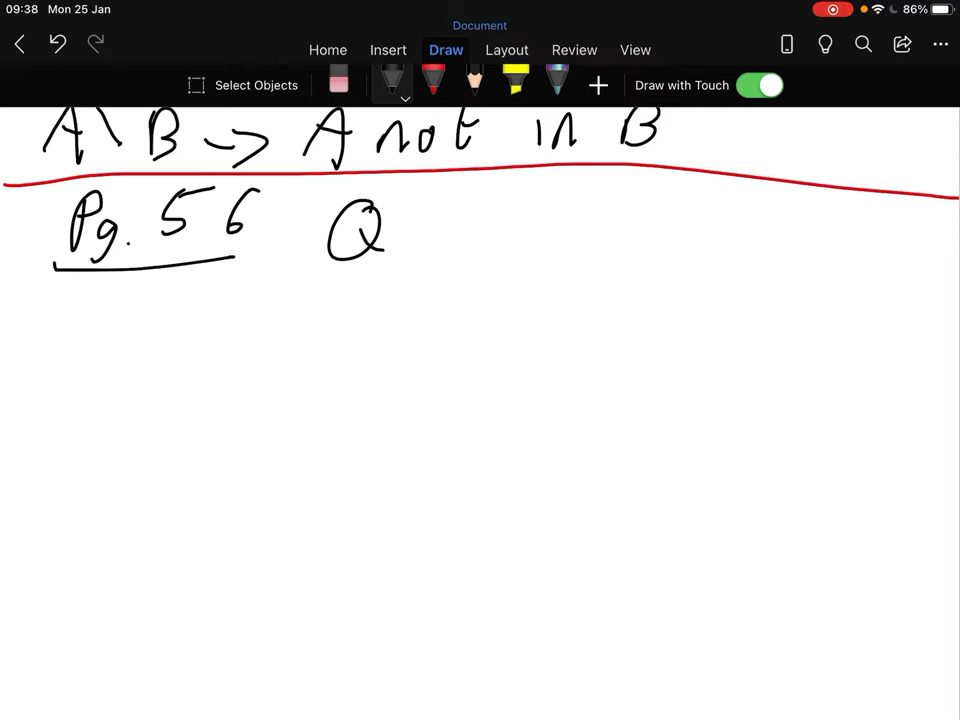 09:38 Mon 25 Jan 86%
Document
Home Insert Draw Layout Review View
Select Objects Draw with Touch
A\B -> A not in B
Pg. 56 Q